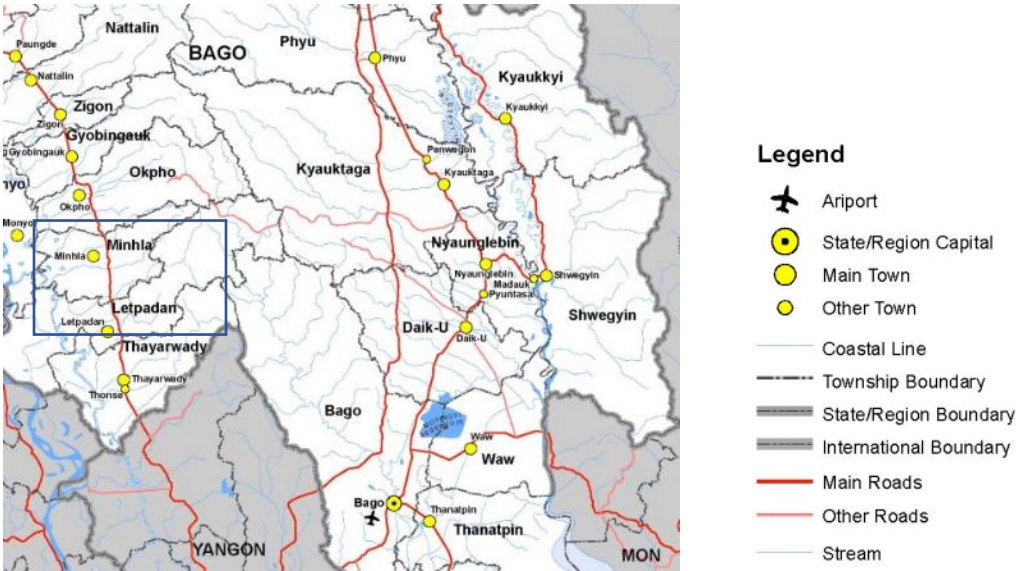 Nattalin
Paungde
BAGO
Phyu
Phyu
Nattalin
Kyaukkyi
Zigon
Kyaukkyi
Zigon
Gyobingauk
Gyobingauk
Penwegon
Okpho
Kyauktaga
Kyauktaga
nyo
Okpho
Monyo
Minhla
Nyaunglebin
Minhla
Nyaunglebin
Shwegyin
Madauk
Pyuntasa
Letpadan
Shwegyin
Letpadan
Daik-U
Daik-U
Thayarwady
Thayarwady
Thonse
Bago
RESERVOIR
Waw
Waw
Bago
Thanatpin
Thanatpin
YANGON
MON
Legend
Ariport
State/Region Capital
Main Town
Other Town
Coastal Line
Township Boundary
State/Region Boundary
International Boundary
Main Roads
Other Roads
Stream